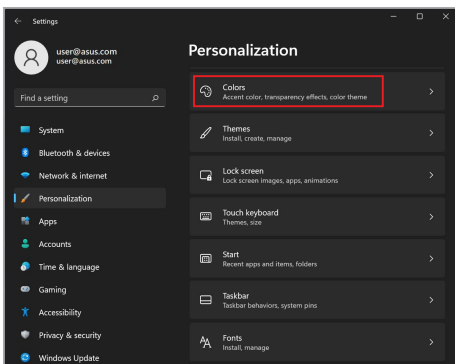 Settings
user@asus.com
user@asus.com
Find a setting
System
Bluetooth & devices
Network & internet
Personalization
Apps
Accounts
Time & language
Gaming
Accessibility
Privacy & security
Windows Update
Personalization
Colors
Accent color, transparency effects, color theme
Themes
Install, create, manage
Lock screen
Lock screen images, apps, animations
Touch keyboard
Themes, size
Start
Recent apps and items, folders
Taskbar
Taskbar behaviors, system pins
Fonts
Install, manage